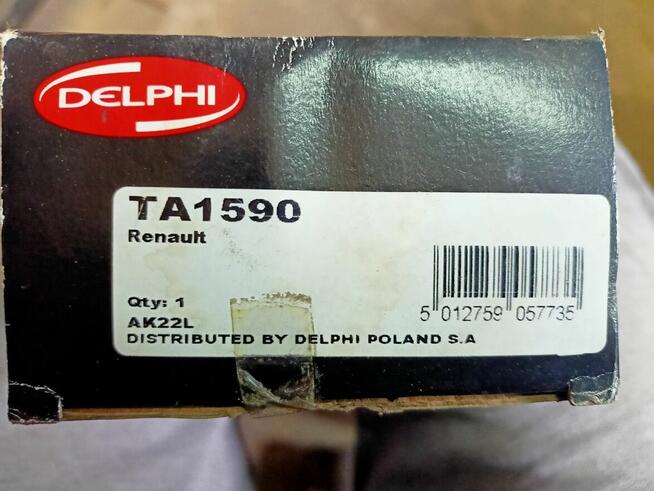 DELPHI
TA1590
Renault
Qty: 1
AK22L
DISTRIBUTED BY DELPHI POLAND S.A
5 012759 057735